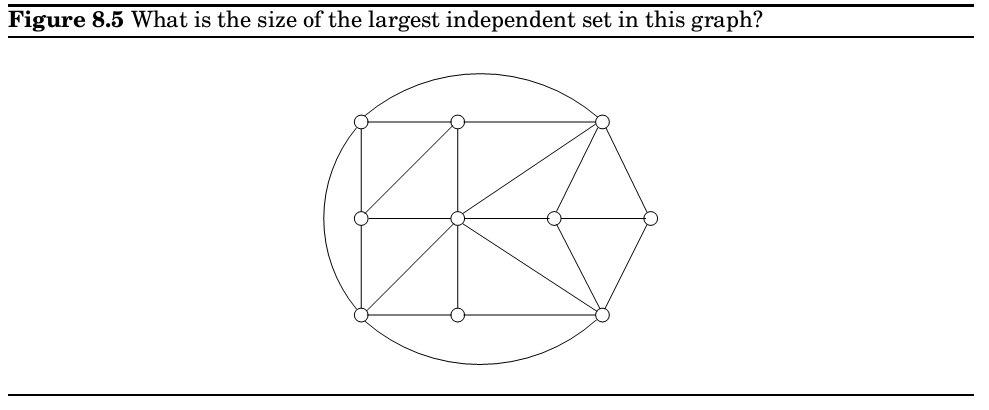 Figure 8.5 What is the size of the largest independent set in this graph?